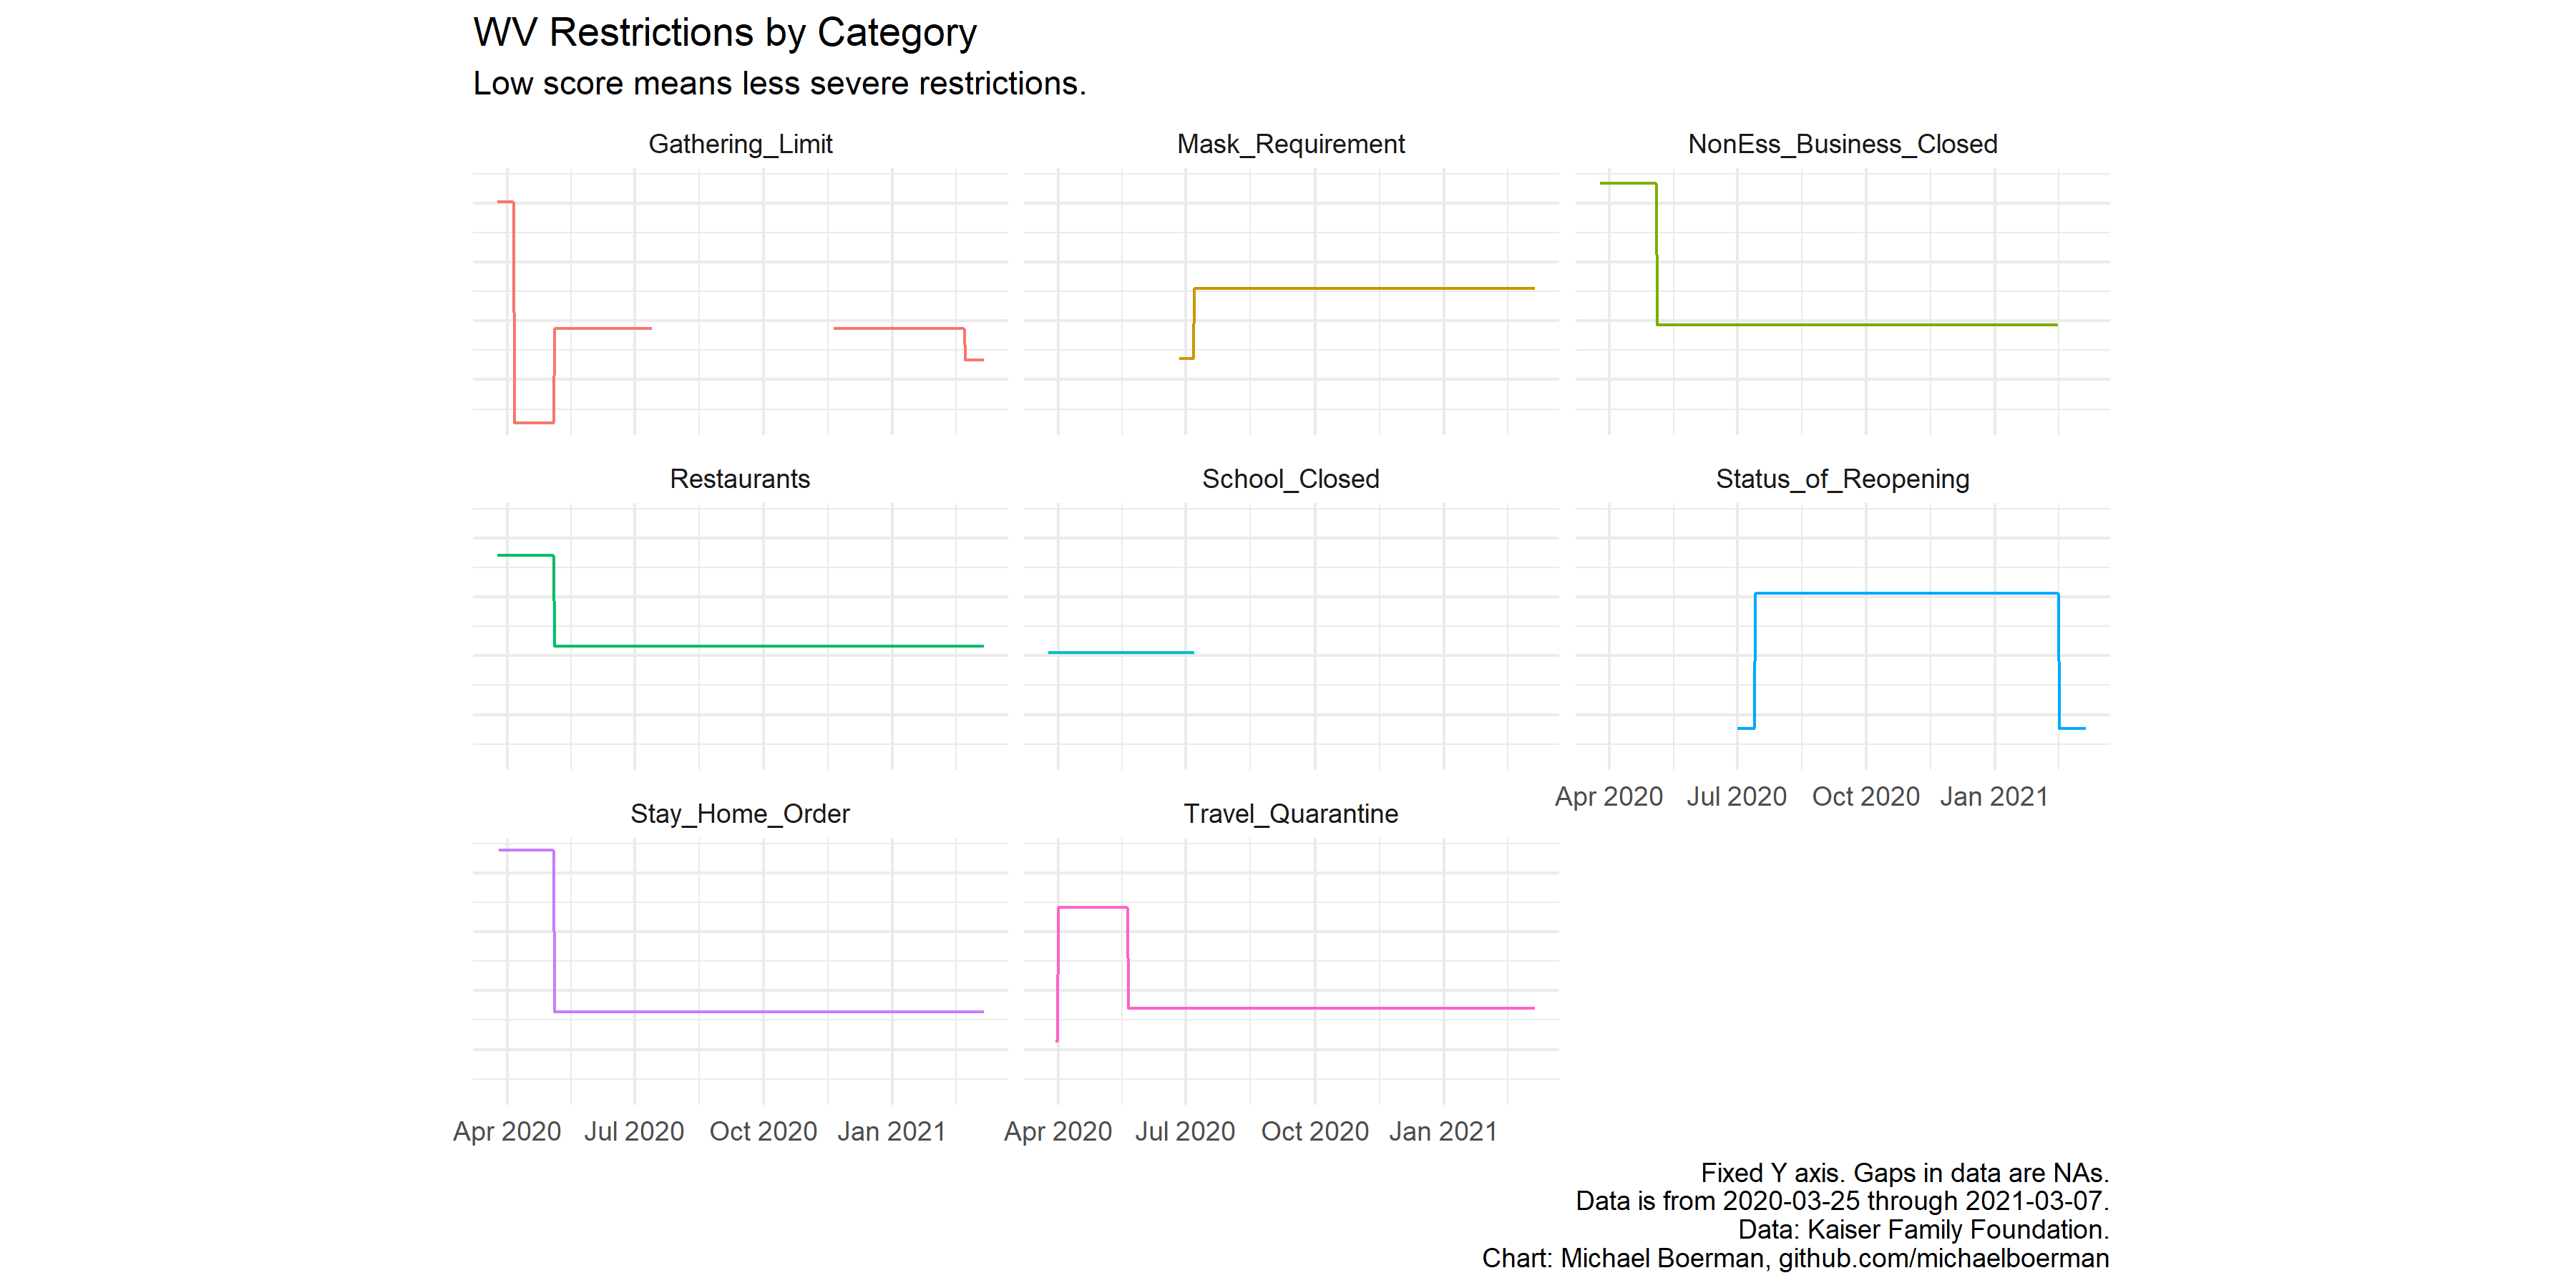 WV Restrictions by Category
Low score means less severe restrictions.
Gathering_Limit
Mask_Requirement
NonEss_Business_Closed
Restaurants
School_Closed
Status_of_Reopening
Apr 2020 Jul 2020 Oct 2020 Jan 2021
Stay_Home_Order
Travel_Quarantine
Apr 2020 Jul 2020 Oct 2020 Jan 2021
Apr 2020 Jul 2020 Oct 2020 Jan 2021
Fixed Y axis. Gaps in data are NAs.
Data is from 2020-03-25 through 2021-03-07.
Data: Kaiser Family Foundation.
Chart: Michael Boerman, github.com/michaelboerman